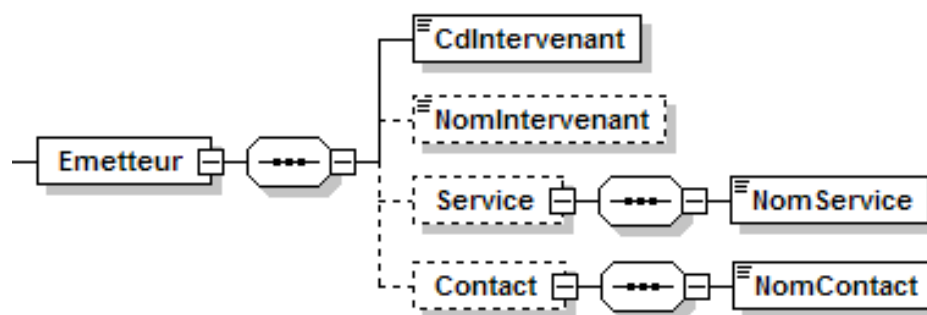 CdIntervenant
NomIntervenant
Emetteur
Service
NomService
Contact
NomContact